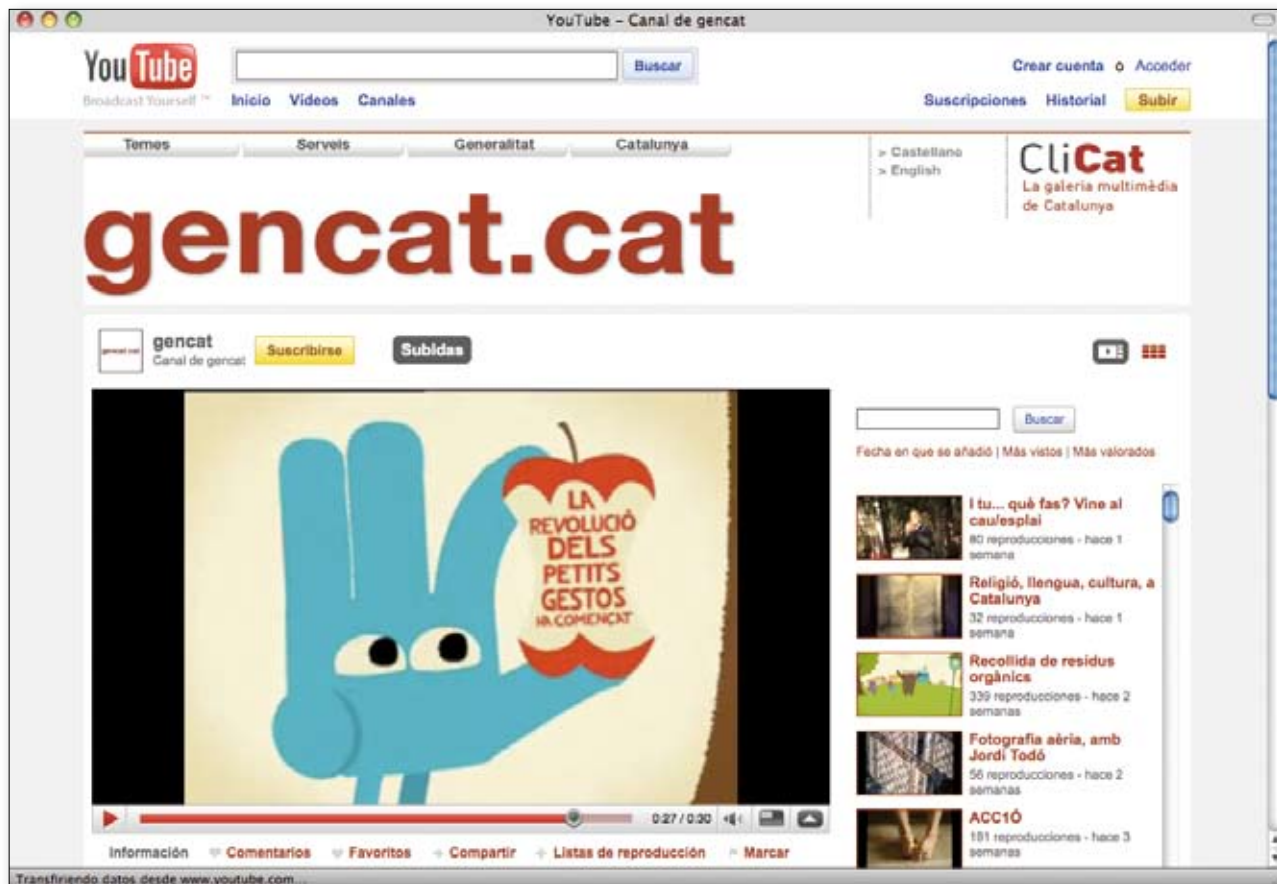 YouTube – Canal de gencat
You Tube
Broadcast Yourself ™
Buscar
Crear cuenta o Acceder
Inicio Vídeos Canales
Suscripciones Historial Subir
Temes Serveis Generalitat Catalunya
> Castellano
> English
CliCat
La galeria multimèdia
de Catalunya
gencat.cat
gencat.cat
gencat
Canal de gencat
Suscribirse
Subidas
LA
REVOLUCIÓ
DELS
PETITS
GESTOS
HA COMENÇAT
0:27 / 0:30
Información Comentarios Favoritos Compartir Listas de reproducción Marcar
Buscar
Fecha en que se añadió | Más vistos | Más valorados
I tu... què fas? Vine al
cau/esplai
80 reproducciones - hace 1
semana
Religió, llengua, cultura, a
Catalunya
32 reproducciones - hace 1
semana
Recollida de residus
orgànics
339 reproducciones - hace 2
semanas
Fotografia aèria, amb
Jordi Todó
56 reproducciones - hace 2
semanas
ACC1Ó
181 reproducciones - hace 3
semanas
Transfiriendo datos desde www.youtube.com...